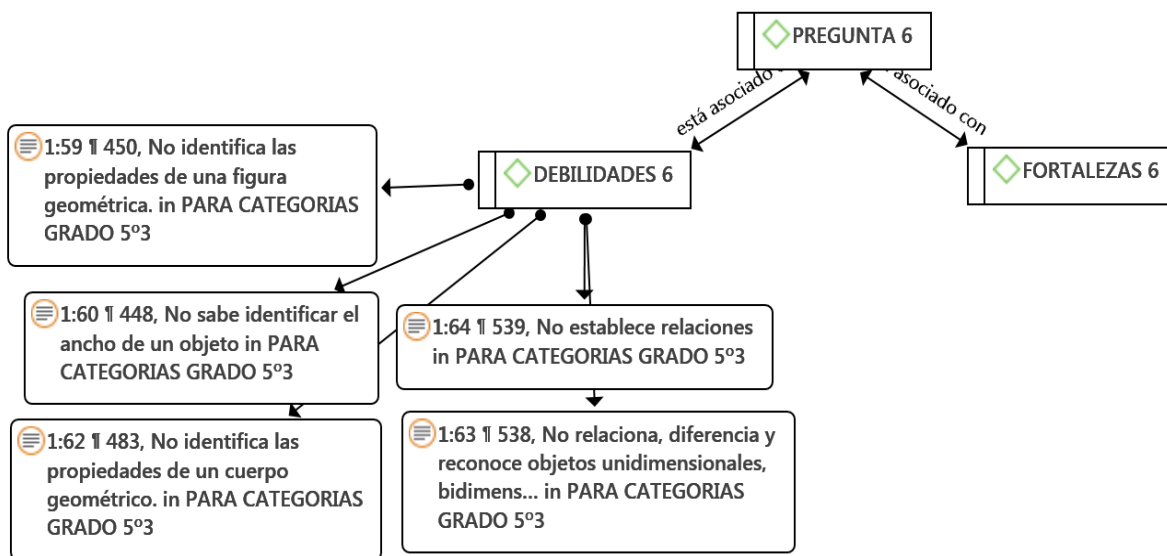 PREGUNTA 6
está asociado
asociado con
DEBILIDADES 6
FORTALEZAS 6
1:59 ¶ 450, No identifica las
propiedades de una figura
geométrica. in PARA CATEGORIAS
GRADO 5º3
1:60 ¶ 448, No sabe identificar el
ancho de un objeto in PARA
CATEGORIAS GRADO 5º3
1:64 ¶ 539, No establece relaciones
in PARA CATEGORIAS GRADO 5º3
1:62 ¶ 483, No identifica las
propiedades de un cuerpo
geométrico. in PARA CATEGORIAS
GRADO 5º3
1:63 ¶ 538, No relaciona, diferencia y
reconoce objetos unidimensionales,
bidimens... in PARA CATEGORIAS
GRADO 5º3